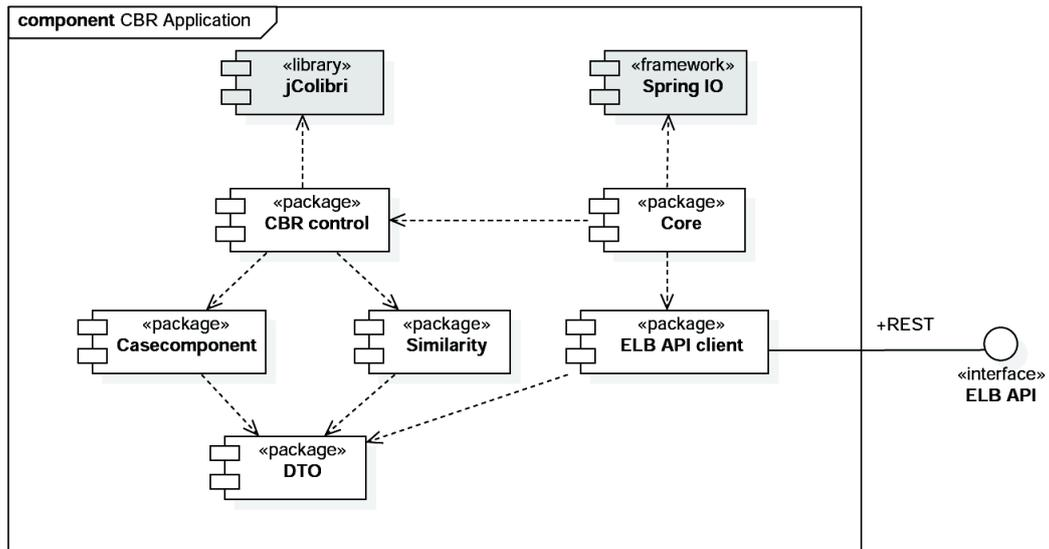 component CBR Application
«library»
jColibri
«framework»
Spring IO
«package»
CBR control
«package»
Core
«package»
Casecomponent
«package»
Similarity
«package»
ELB API client
+REST
«interface»
ELB API
«package»
DTO